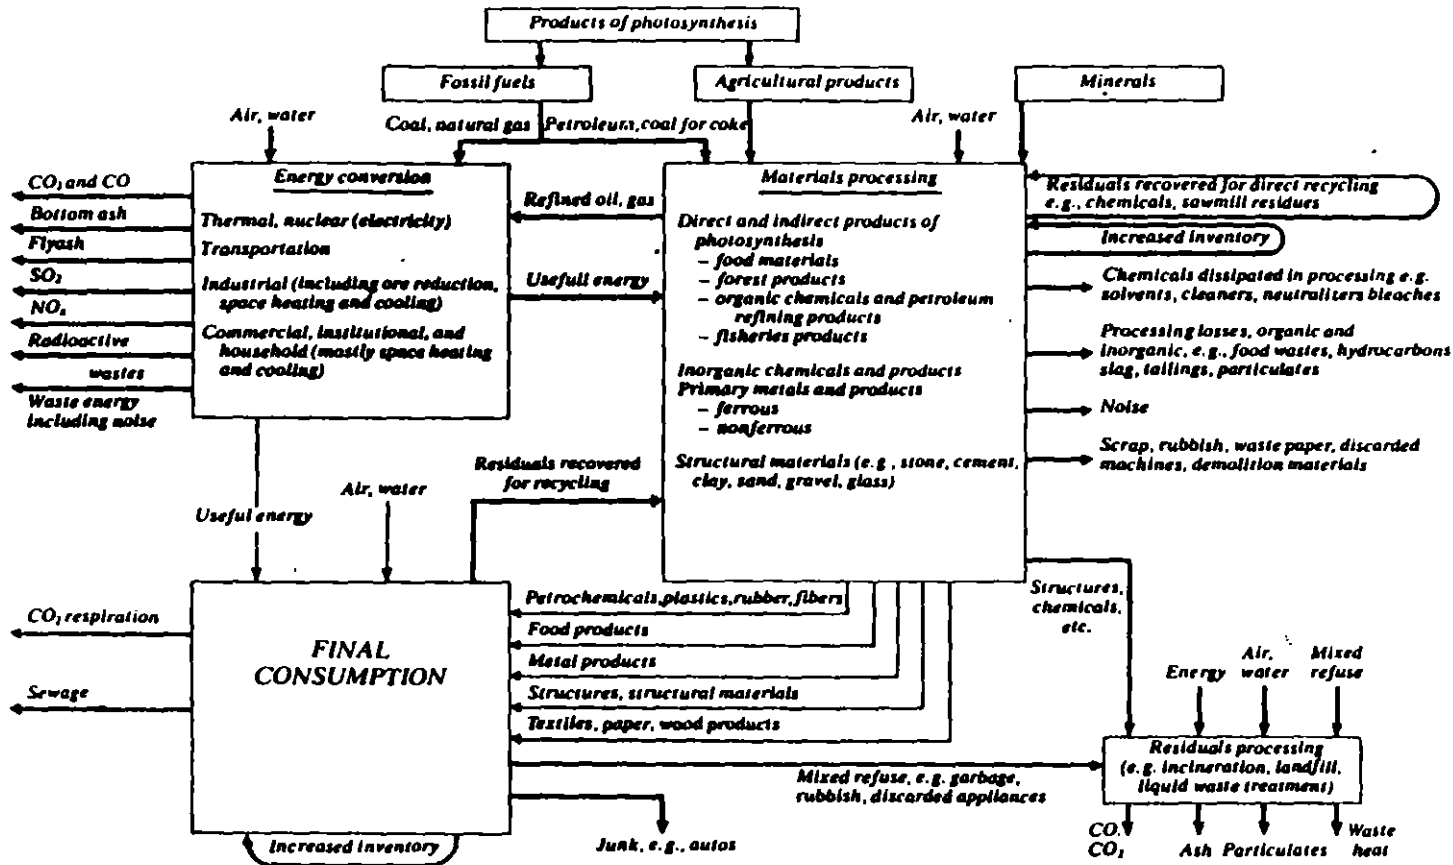 Products of photosynthesis
Fossil fuels
Agricultural products
Minerals
Air, water
Coal, natural gas
Petroleum, coal for coke
Air, water
Energy conversion
Thermal, nuclear (electricity)
Transportation
Industrial (including ore reduction,
space heating and cooling)
Commercial, institutional, and
household (mostly space heating
and cooling)
CO2 and CO
Bottom ash
Flyash
SO2
NOx
Radioactive
wastes
Waste energy
including noise
Refined oil, gas
Usefull energy
Materials processing
Direct and indirect products of
photosynthesis
– food materials
– forest products
– organic chemicals and petroleum
refining products
– fisheries products
Inorganic chemicals and products
Primary metals and products
– ferrous
– nonferrous
Structural materials (e.g , stone, cement,
clay, sand, gravel, glass)
Residuals recovered for direct recycling
e.g., chemicals, sawmill residues
Increased inventory
Chemicals dissipated in processing e.g.
solvents, cleaners, neutraliters bleaches
Processing losses, organic and
inorganic, e.g., food wastes, hydrocarbons
slag, tailings, particulates
Noise
Scrap, rubbish, waste paper, discarded
machines, demolition materials
Residuals recovered
for recycling
Air, water
Useful energy
CO2 respiration
Sewage
FINAL
CONSUMPTION
Petrochemicals,plastics,rubber,fibers
Food products
Metal products
Structures, structural materials
Textiles, paper, wood products
Structures,
chemicals,
etc.
Energy
Air,
water
Mixed
refuse
Residuals processing
(e.g. incineration, landfill,
liquid waste treatment)
Mixed refuse, e.g. garbage,
rubbish, discarded appliances
Junk, e.g., autos
Increased inventory
CO.
CO2
Ash
Particulates
Waste
heat